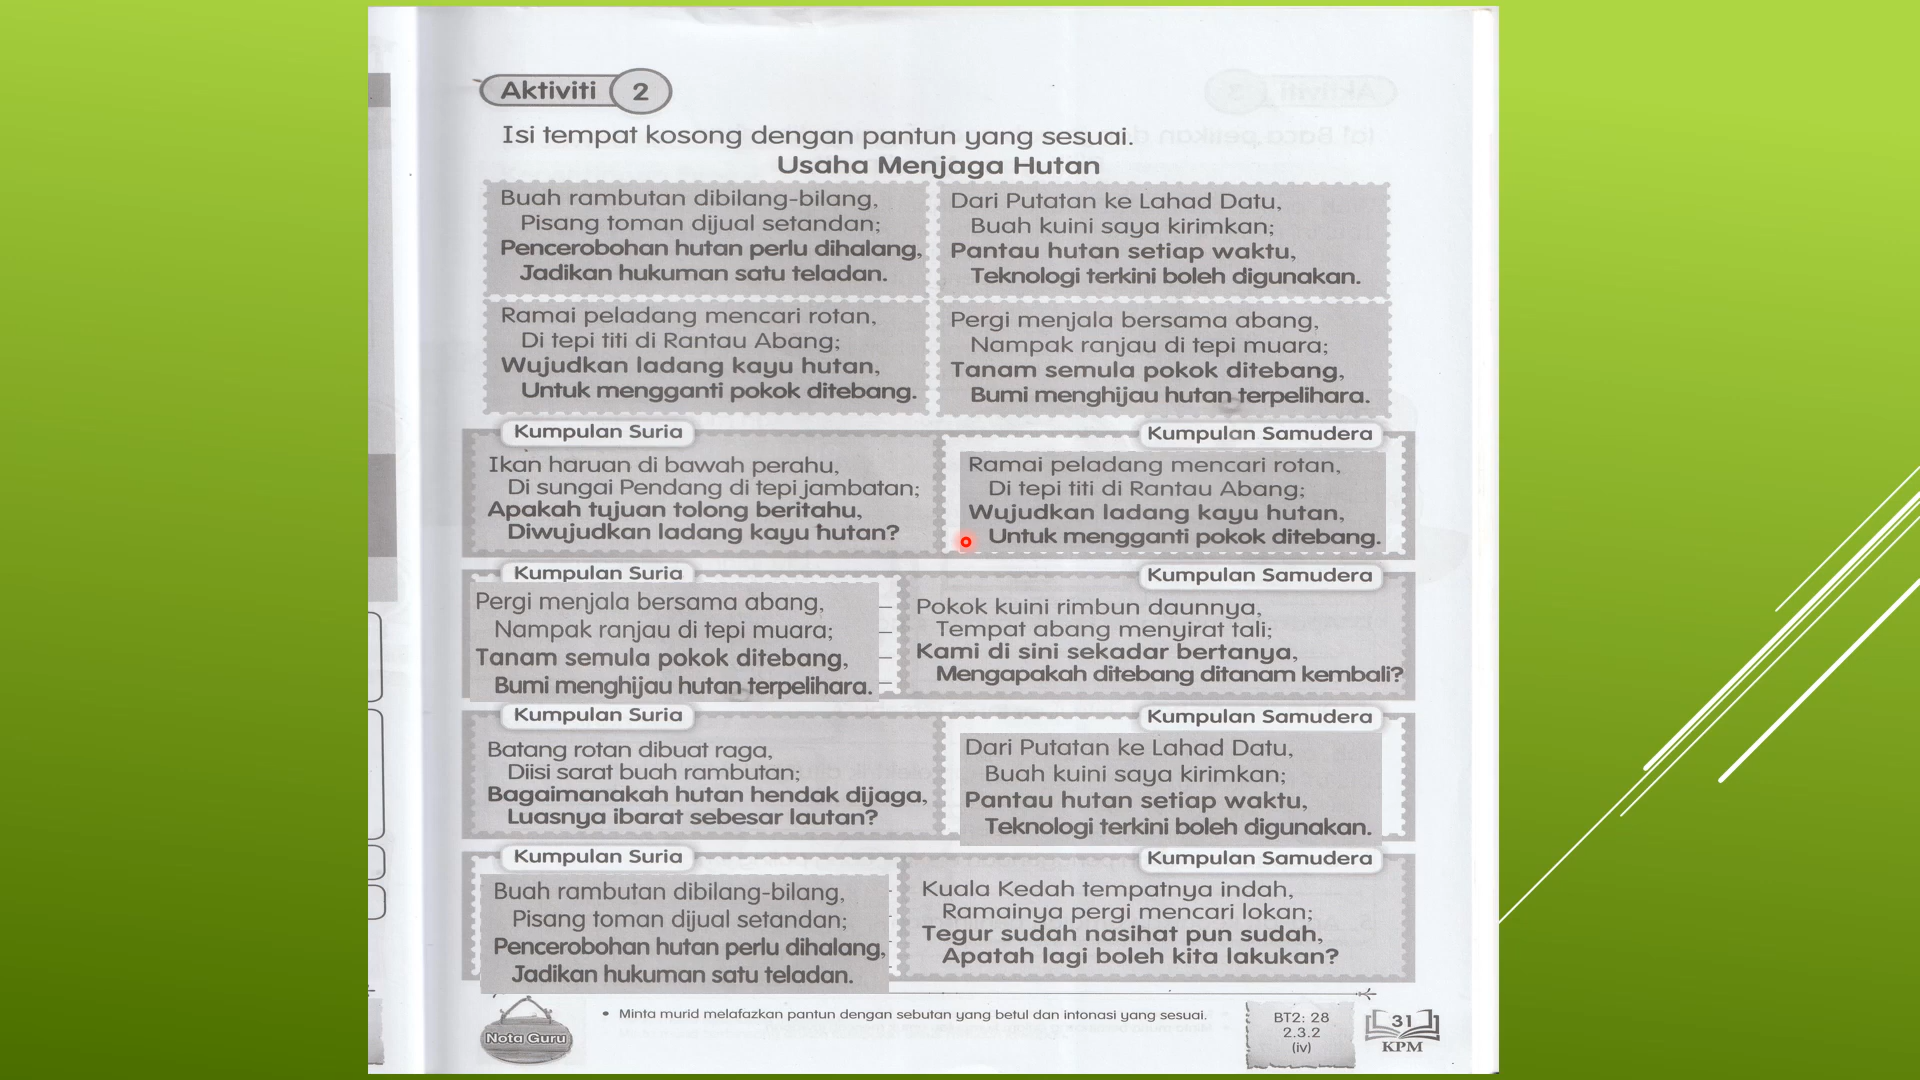 Aktiviti 2
Isi tempat kosong dengan pantun yang sesuai.
Usaha Menjaga Hutan
Buah rambutan dibilang-bilang,
Pisang toman dijual setandan;
Pencerobohan hutan perlu dihalang,
Jadikan hukuman satu teladan.
Dari Putatan ke Lahad Datu,
Buah kuini saya kirimkan;
Pantau hutan setiap waktu,
Teknologi terkini boleh digunakan.
Ramai peladang mencari rotan,
Di tepi titi di Rantau Abang;
Wujudkan ladang kayu hutan,
Untuk mengganti pokok ditebang.
Pergi menjala bersama abang,
Nampak ranjau di tepi muara;
Tanam semula pokok ditebang,
Bumi menghijau hutan terpelihara.
Kumpulan Suria
Ikan haruan di bawah perahu,
Di sungai Pendang di tepi jambatan;
Apakah tujuan tolong beritahu,
Diwujudkan ladang kayu hutan?
Kumpulan Samudera
Ramai peladang mencari rotan,
Di tepi titi di Rantau Abang;
Wujudkan ladang kayu hutan,
Untuk mengganti pokok ditebang.
Kumpulan Suria
Pergi menjala bersama abang,
Nampak ranjau di tepi muara;
Tanam semula pokok ditebang,
Bumi menghijau hutan terpelihara.
Kumpulan Samudera
Pokok kuini rimbun daunnya,
Tempat abang menyirat tali;
Kami di sini sekadar bertanya,
Mengapakah ditebang ditanam kembali?
Kumpulan Suria
Batang rotan dibuat raga,
Diisi sarat buah rambutan;
Bagaimanakah hutan hendak dijaga,
Luasnya ibarat sebesar lautan?
Kumpulan Samudera
Dari Putatan ke Lahad Datu,
Buah kuini saya kirimkan;
Pantau hutan setiap waktu,
Teknologi terkini boleh digunakan.
Kumpulan Suria
Buah rambutan dibilang-bilang,
Pisang toman dijual setandan;
Pencerobohan hutan perlu dihalang,
Jadikan hukuman satu teladan.
Kumpulan Samudera
Kuala Kedah tempatnya indah,
Ramainya pergi mencari lokan;
Tegur sudah nasihat pun sudah,
Apatah lagi boleh kita lakukan?
Nota Guru
• Minta murid melafazkan pantun dengan sebutan yang betul dan intonasi yang sesuai.
BT2: 28
2.3.2
(iv)
31
KPM